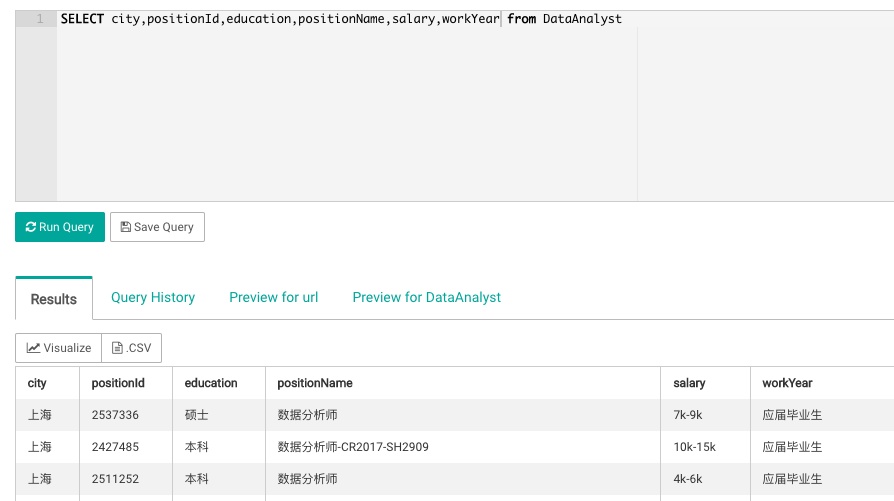 1 SELECT city,positionId,education,positionName,salary,workYear from DataAnalyst
Run Query Save Query
Results Query History Preview for url Preview for DataAnalyst
Visualize .CSV
city positionId education positionName salary workYear
上海 2537336 硕士 数据分析师 7k-9k 应届毕业生
上海 2427485 本科 数据分析师-CR2017-SH2909 10k-15k 应届毕业生
上海 2511252 本科 数据分析师 4k-6k 应届毕业生